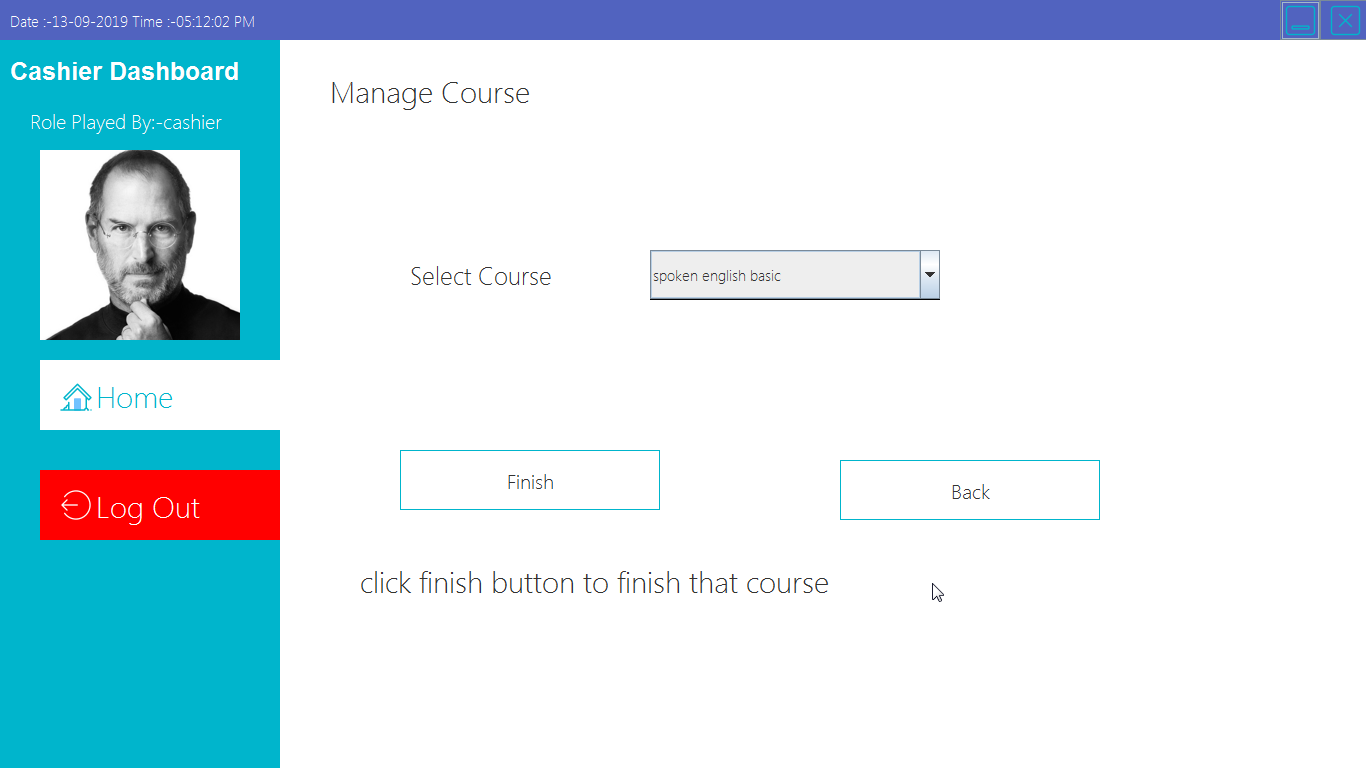 Date :-13-09-2019 Time :-05:12:02 PM
Cashier Dashboard
Role Played By:-cashier
Home
Log Out
Manage Course
Select Course
spoken english basic
Finish
Back
click finish button to finish that course